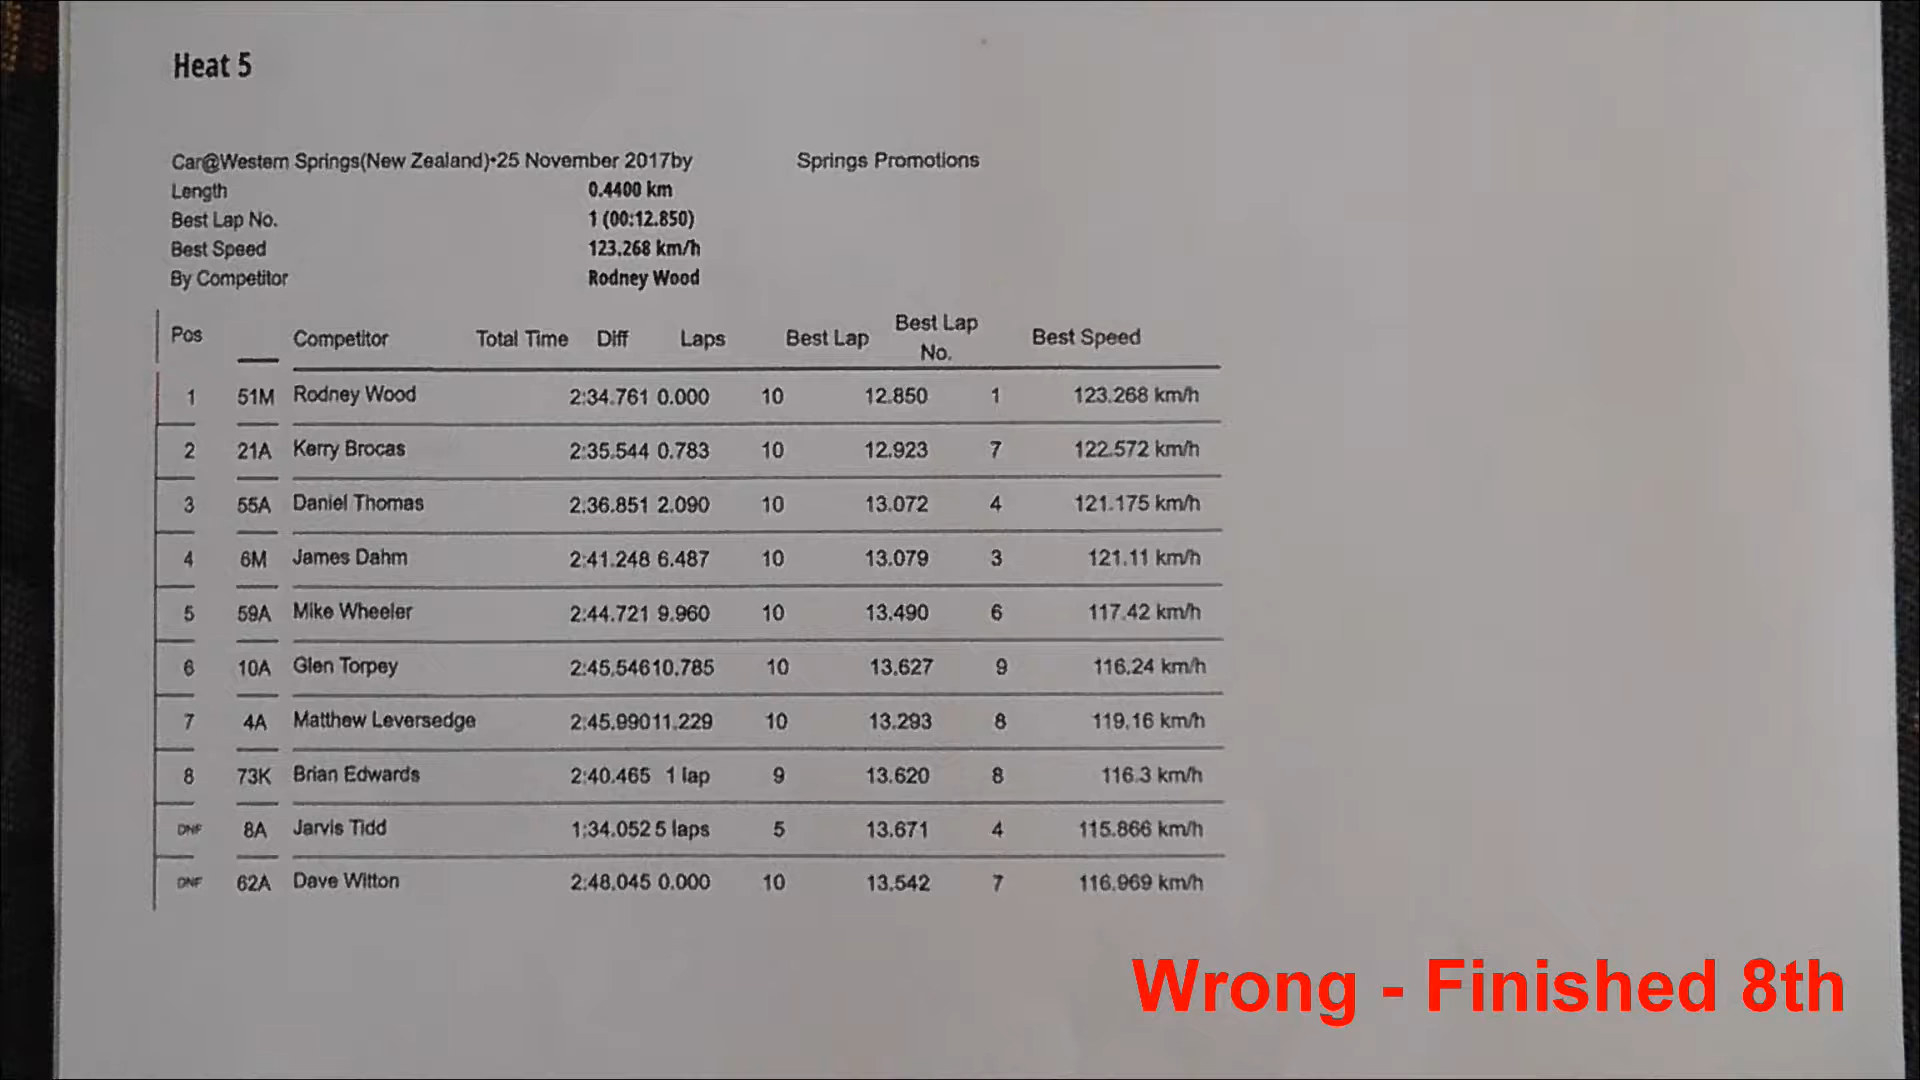 Heat 5
Car@Western Springs(New Zealand)•25 November 2017by Springs Promotions
Length 0.4400 km
Best Lap No. 1 (00:12.850)
Best Speed 123.268 km/h
By Competitor Rodney Wood
Pos Competitor Total Time Diff Laps Best Lap Best Lap No. Best Speed
1 51M Rodney Wood 2:34.761 0.000 10 12.850 1 123.268 km/h
2 21A Kerry Brocas 2:35.544 0.783 10 12.923 7 122.572 km/h
3 55A Daniel Thomas 2:36.851 2.090 10 13.072 4 121.175 km/h
4 6M James Dahm 2:41.248 6.487 10 13.079 3 121.11 km/h
5 59A Mike Wheeler 2:44.721 9.960 10 13.490 6 117.42 km/h
6 10A Glen Torpey 2:45.54610.785 10 13.627 9 116.24 km/h
7 4A Matthew Leversedge 2:45.99011.229 10 13.293 8 119.16 km/h
8 73K Brian Edwards 2:40.465 1 lap 9 13.620 8 116.3 km/h
DNF 8A Jarvis Tidd 1:34.052 5 laps 5 13.671 4 115.866 km/h
DNF 62A Dave Witton 2:48.045 0.000 10 13.542 7 116.969 km/h
Wrong - Finished 8th